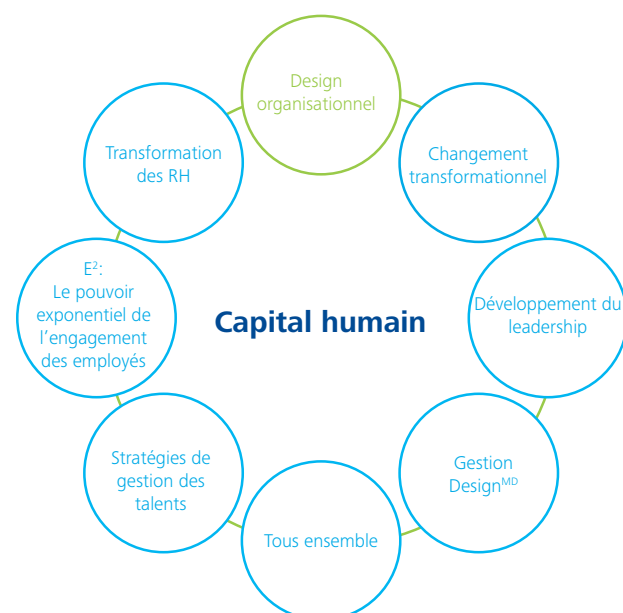 Design
organisationnel
Changement
transformationnel
Développement du
leadership
Gestion
Designᴹᴰ
Tous ensemble
Stratégies de
gestion des
talents
E²:
Le pouvoir
exponentiel de
l’engagement
des employés
Transformation
des RH
Capital humain